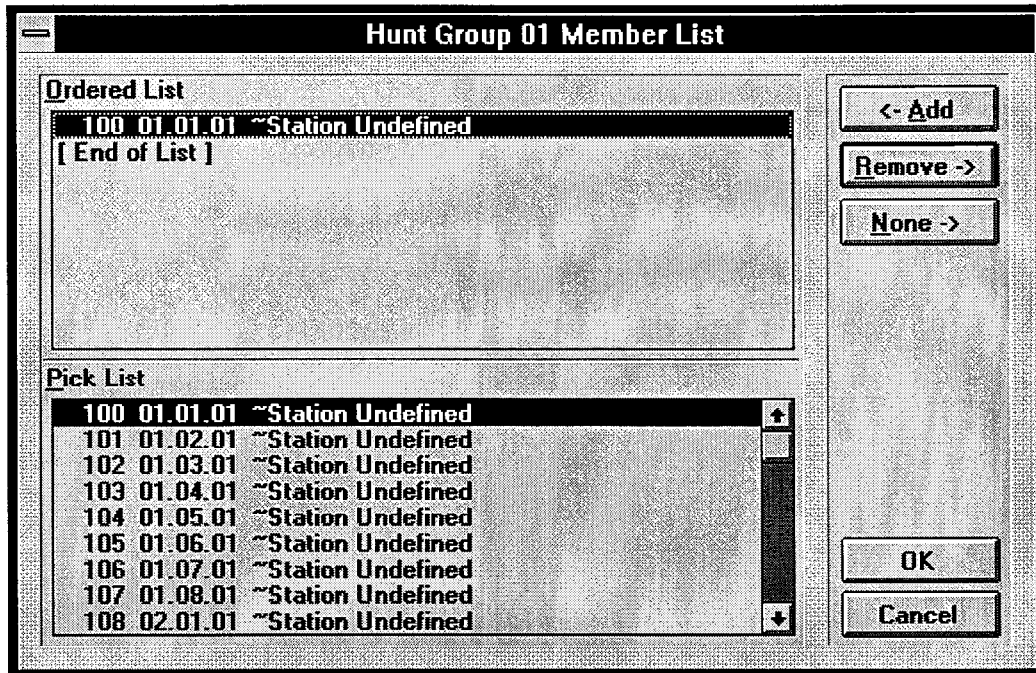 Hunt Group 01 Member List
Ordered List
100 01.01.01 ~Station Undefined
[ End of List ]
<- Add
Remove ->
None ->
Pick List
100 01.01.01 ~Station Undefined
101 01.02.01 ~Station Undefined
102 01.03.01 ~Station Undefined
103 01.04.01 ~Station Undefined
104 01.05.01 ~Station Undefined
105 01.06.01 ~Station Undefined
106 01.07.01 ~Station Undefined
107 01.08.01 ~Station Undefined
108 02.01.01 ~Station Undefined
OK
Cancel